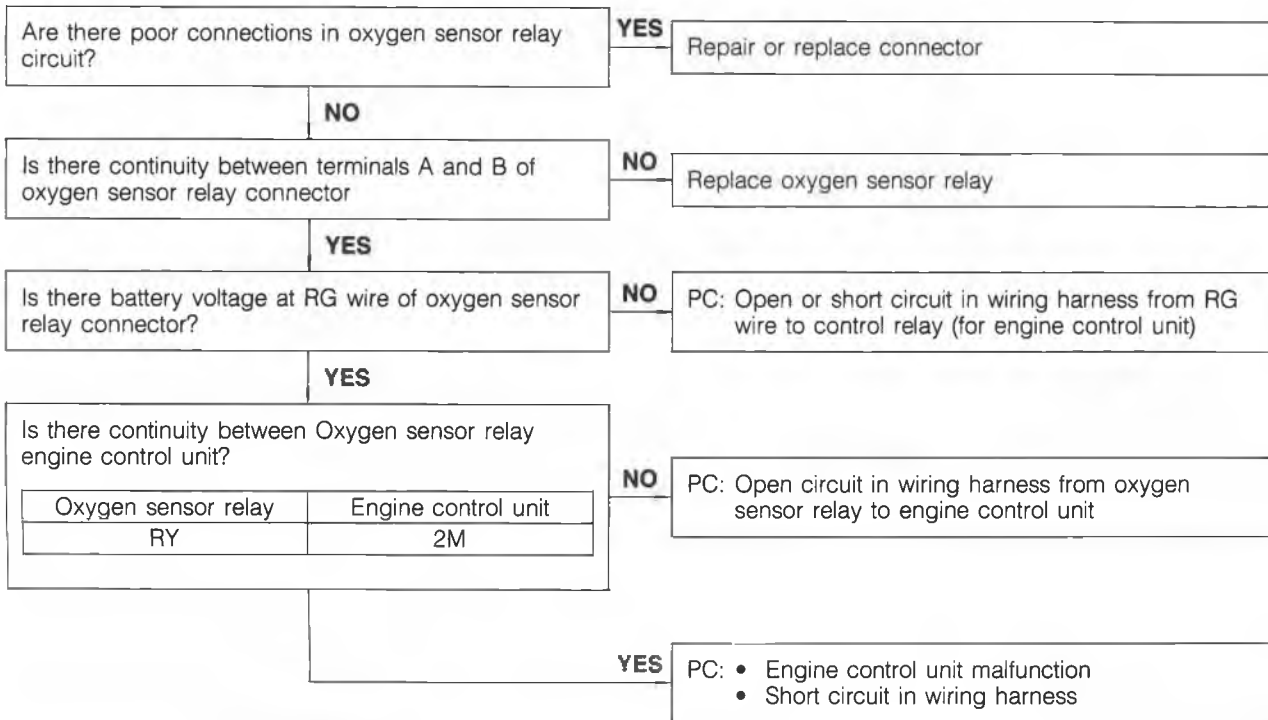 Are there poor connections in oxygen sensor relay
circuit?
YES
Repair or replace connector
NO
Is there continuity between terminals A and B of
oxygen sensor relay connector
NO
Replace oxygen sensor relay
YES
Is there battery voltage at RG wire of oxygen sensor
relay connector?
NO
PC: Open or short circuit in wiring harness from RG
wire to control relay (for engine control unit)
YES
Is there continuity between Oxygen sensor relay
engine control unit?
Oxygen sensor relay Engine control unit
RY 2M
NO
PC: Open circuit in wiring harness from oxygen
sensor relay to engine control unit
YES
PC: • Engine control unit malfunction
• Short circuit in wiring harness